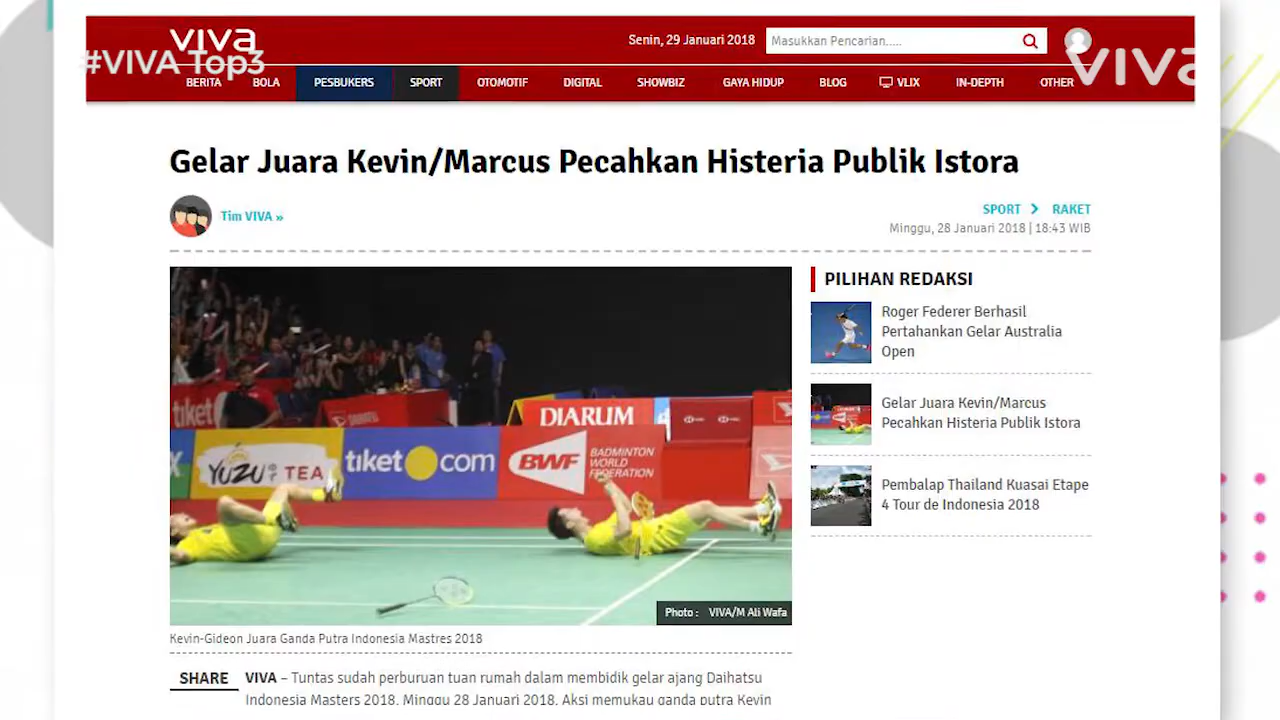 viva
#VIVA Top3
Senin, 29 Januari 2018
Masukkan Pencarian.....
viva
BERITA BOLA PESBUKERS SPORT OTOMOTIF DIGITAL SHOWBIZ GAYA HIDUP BLOG VLIX IN-DEPTH OTHER
Gelar Juara Kevin/Marcus Pecahkan Histeria Publik Istora
Tim VIVA »
SPORT > RAKET
Minggu, 28 Januari 2018 | 18:43 WIB
tiket
DIARUM
YUZU TEA
tiket.com
BWF BADMINTON
WORLD
FEDERATION
Photo : VIVA/M Ali Wafa
Kevin-Gideon Juara Ganda Putra Indonesia Mastres 2018
SHARE
VIVA – Tuntas sudah perburuan tuan rumah dalam membidik gelar ajang Daihatsu
Indonesia Masters 2018, Minggu 28 Januari 2018. Aksi memukau ganda putra Kevin
PILIHAN REDAKSI
Roger Federer Berhasil
Pertahankan Gelar Australia
Open
Gelar Juara Kevin/Marcus
Pecahkan Histeria Publik Istora
Pembalap Thailand Kuasai Etape
4 Tour de Indonesia 2018